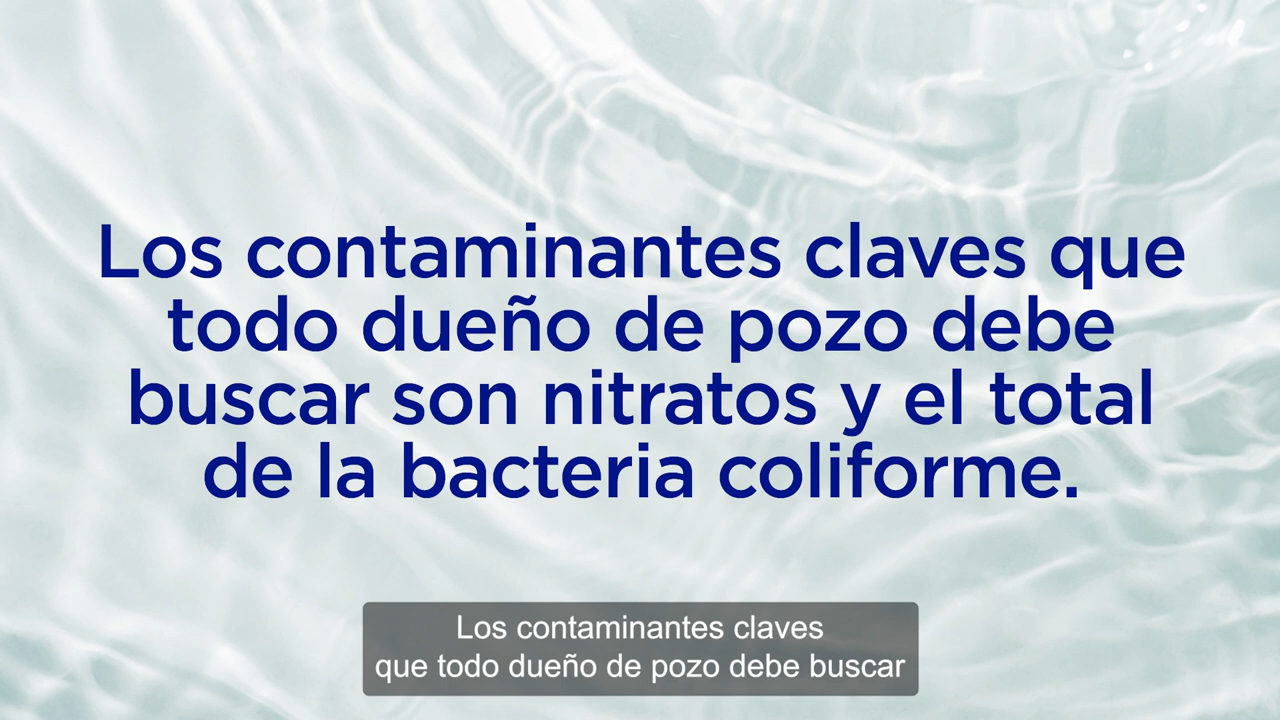 Los contaminantes claves que
todo dueño de pozo debe
buscar son nitratos y el total
de la bacteria coliforme.
Los contaminantes claves
que todo dueño de pozo debe buscar